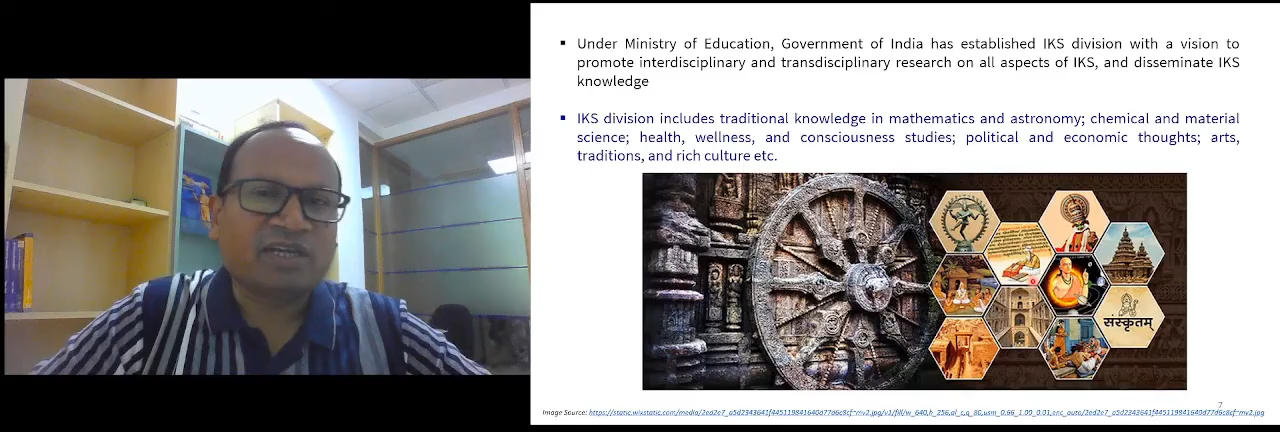 Under Ministry of Education, Government of India has established IKS division with a vision to
promote interdisciplinary and transdisciplinary research on all aspects of IKS, and disseminate IKS
knowledge
IKS division includes traditional knowledge in mathematics and astronomy; chemical and material
science; health, wellness, and consciousness studies; political and economic thoughts; arts,
traditions, and rich culture etc.
संस्कृतम्
7
Image Source: